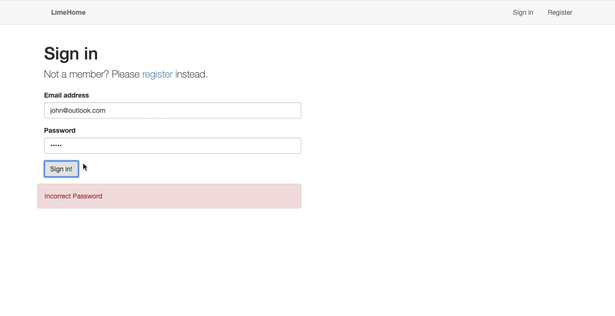 LimeHome Sign in Register
Sign in
Not a member? Please register instead.
Email address
john@outlook.com
Password
•••••
Sign in!
Incorrect Password